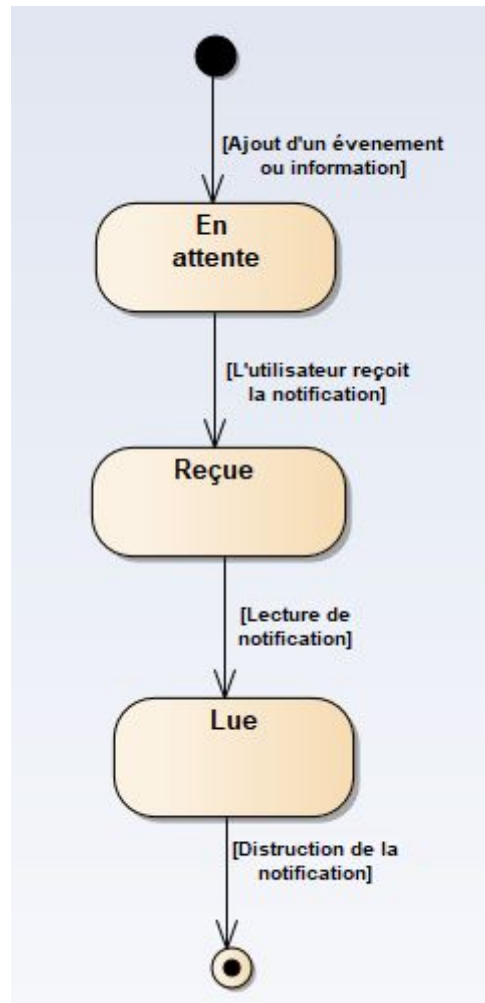 [Ajout d'un évenement
ou information]
En
attente
[L'utilisateur reçoit
la notification]
Reçue
[Lecture de
notification]
Lue
[Distruction de la
notification]